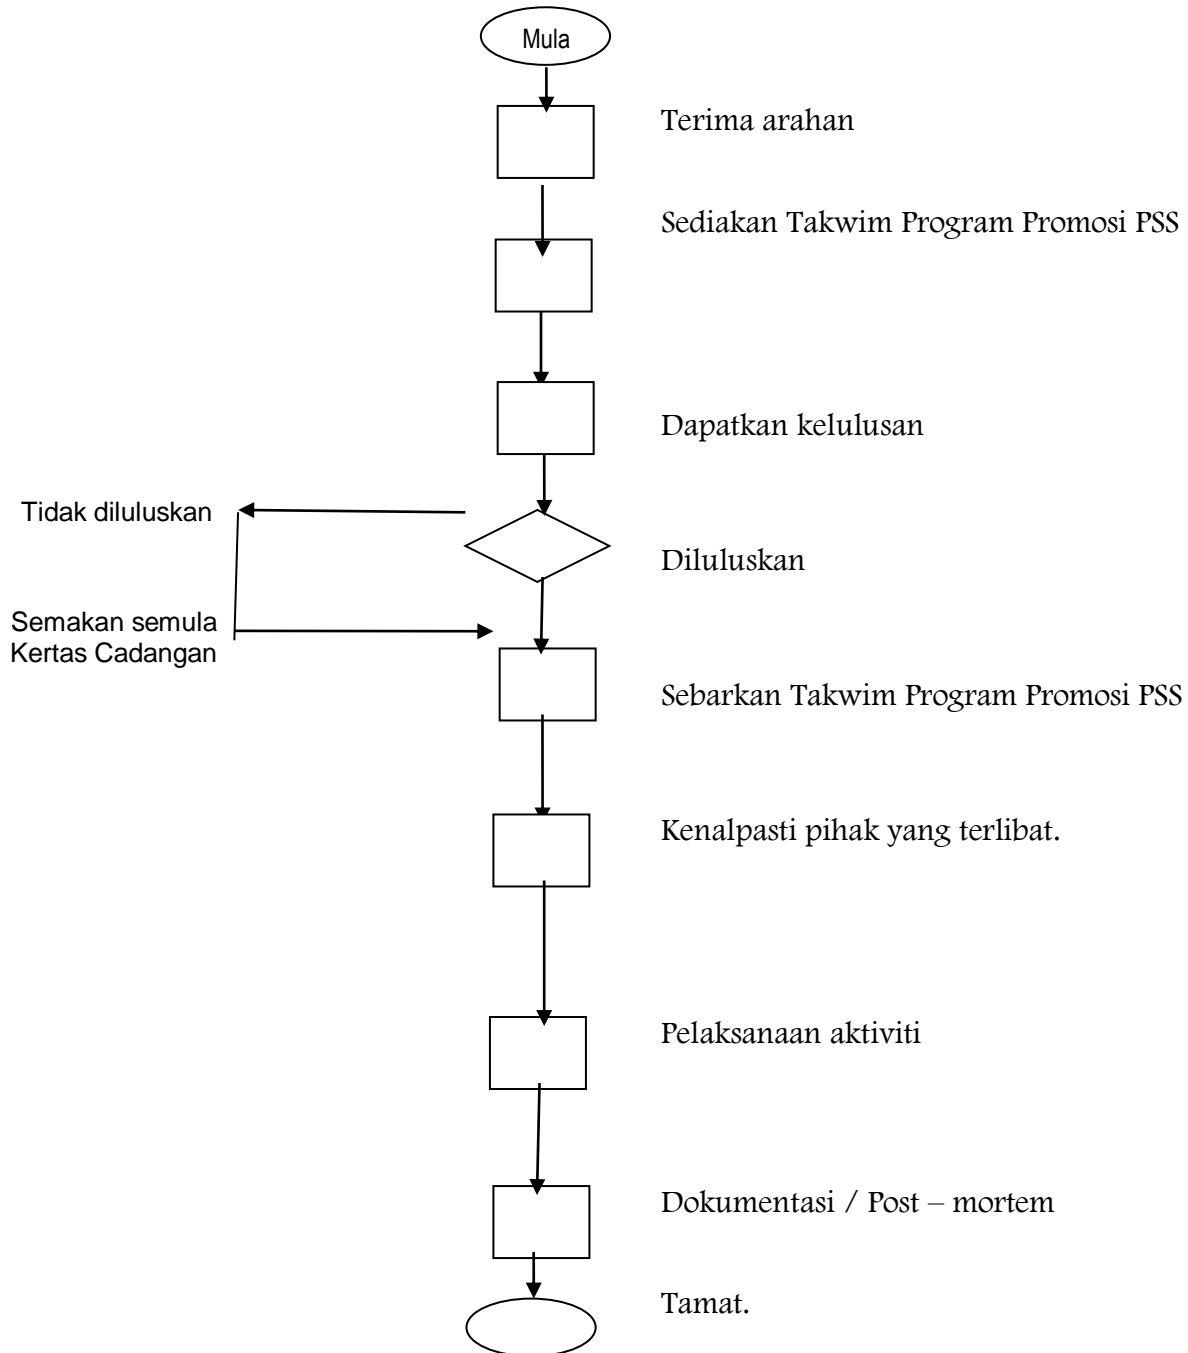 Mula
Terima arahan
Sediakan Takwim Program Promosi PSS
Dapatkan kelulusan
Tidak diluluskan
Diluluskan
Semakan semula
Kertas Cadangan
Sebarkan Takwim Program Promosi PSS
Kenalpasti pihak yang terlibat.
Pelaksanaan aktiviti
Dokumentasi / Post – mortem
Tamat.